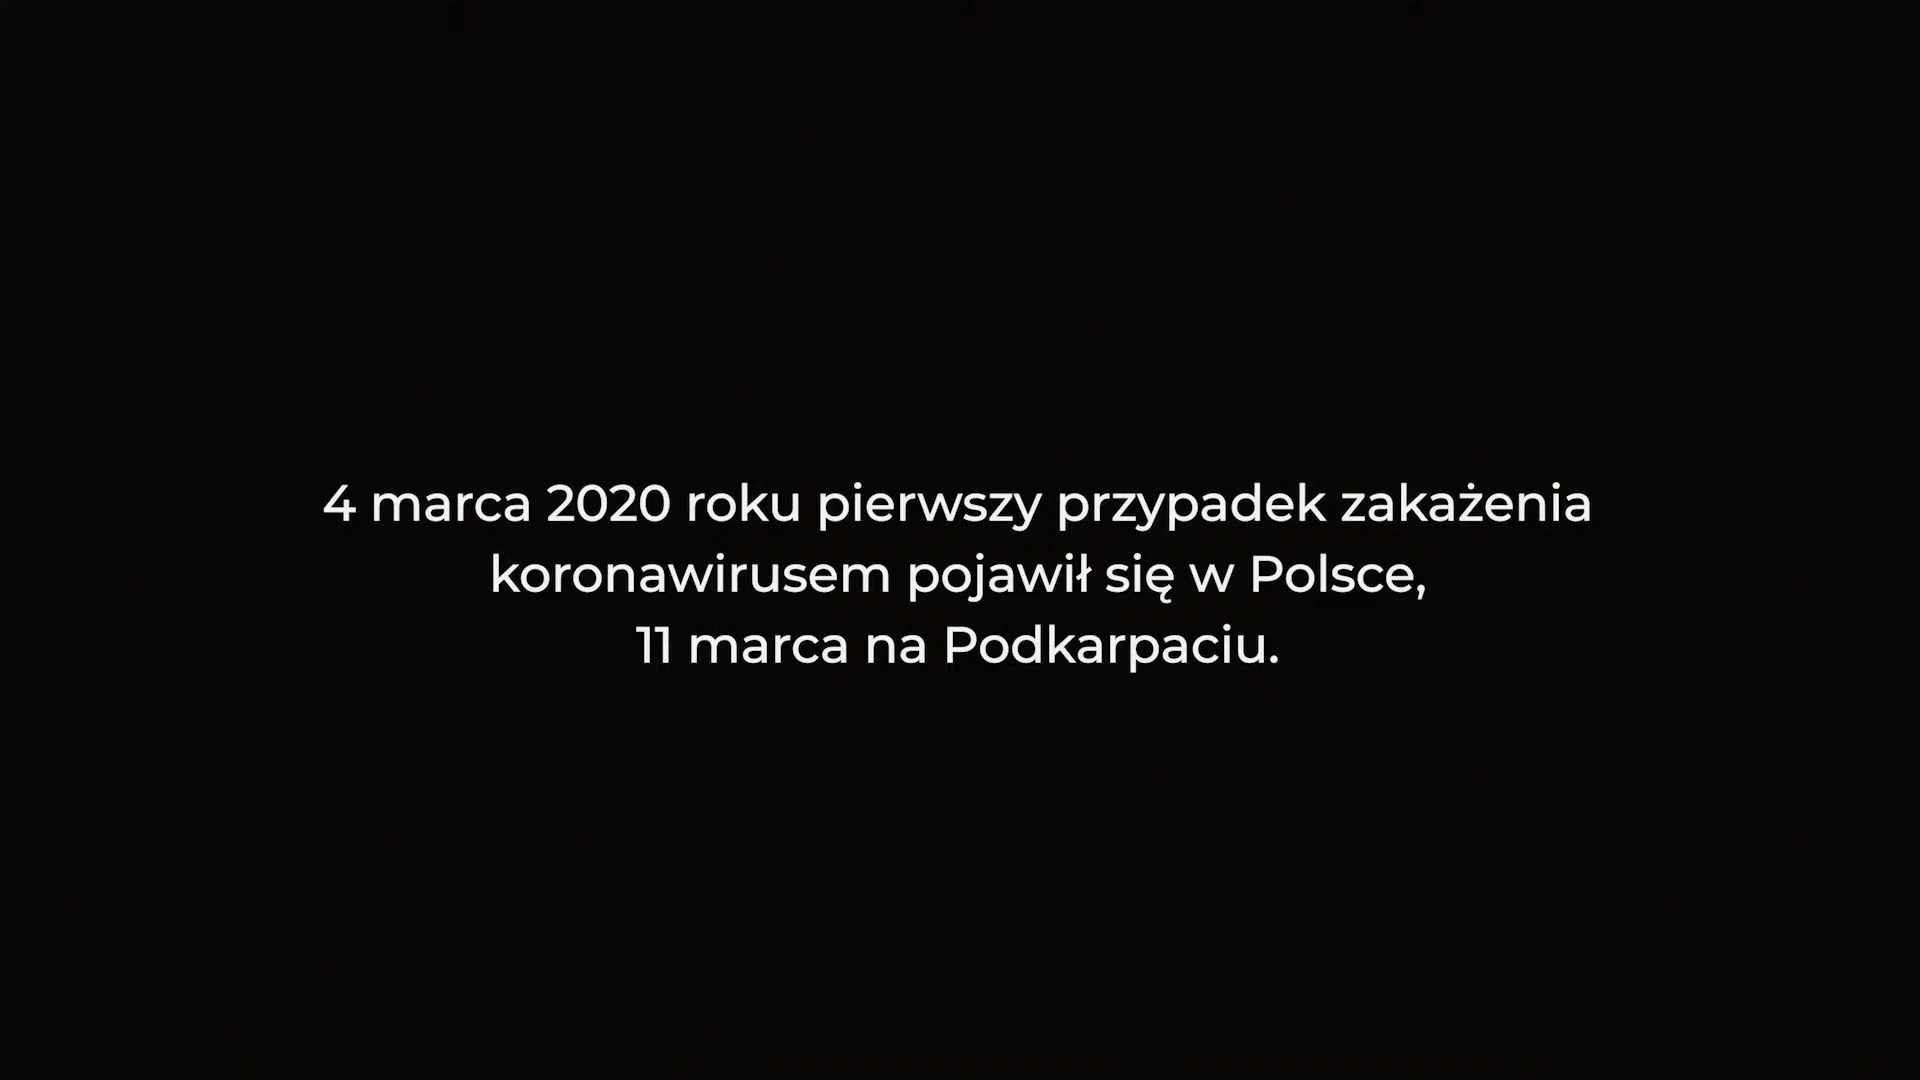 4 marca 2020 roku pierwszy przypadek zakażenia
koronawirusem pojawił się w Polsce,
11 marca na Podkarpaciu.